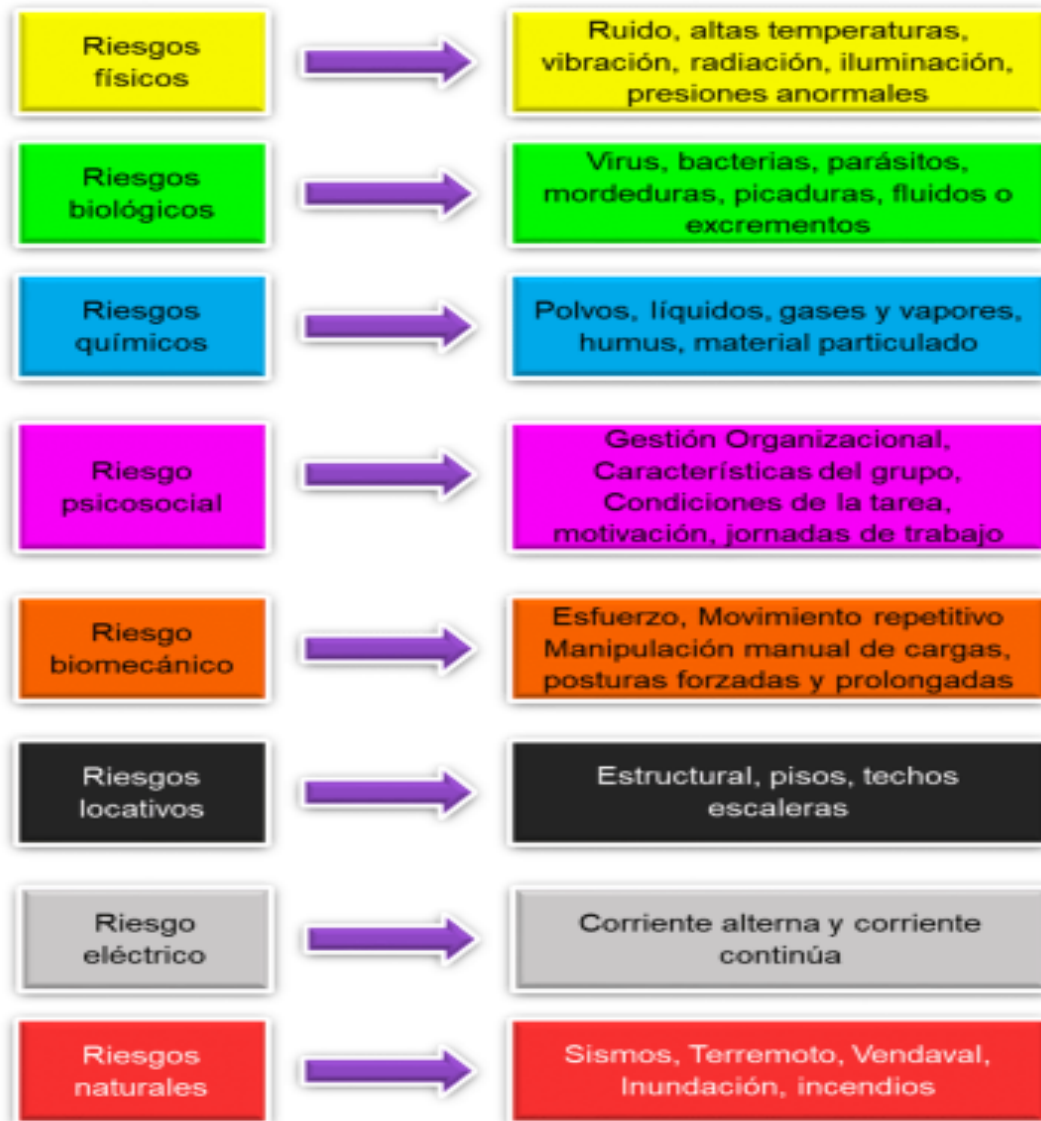 Riesgos
físicos
Ruido, altas temperaturas,
vibración, radiación, iluminación,
presiones anormales
Riesgos
biológicos
Virus, bacterias, parásitos,
mordeduras, picaduras, fluidos o
excrementos
Riesgos
químicos
Polvos, líquidos, gases y vapores,
humus, material particulado
Riesgo
psicosocial
Gestión Organizacional,
Características del grupo,
Condiciones de la tarea,
motivación, jornadas de trabajo
Riesgo
biomecánico
Esfuerzo, Movimiento repetitivo
Manipulación manual de cargas,
posturas forzadas y prolongadas
Riesgos
locativos
Estructural, pisos, techos
escaleras
Riesgo
eléctrico
Corriente alterna y corriente
continúa
Riesgos
naturales
Sismos, Terremoto, Vendaval,
Inundación, incendios